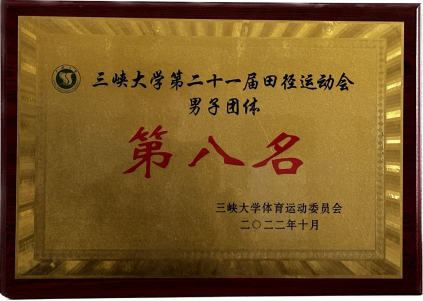 三峡大学第二十一届田径运动会
男子团体
第八名
三峡大学体育运动委员会
二〇二二年十月